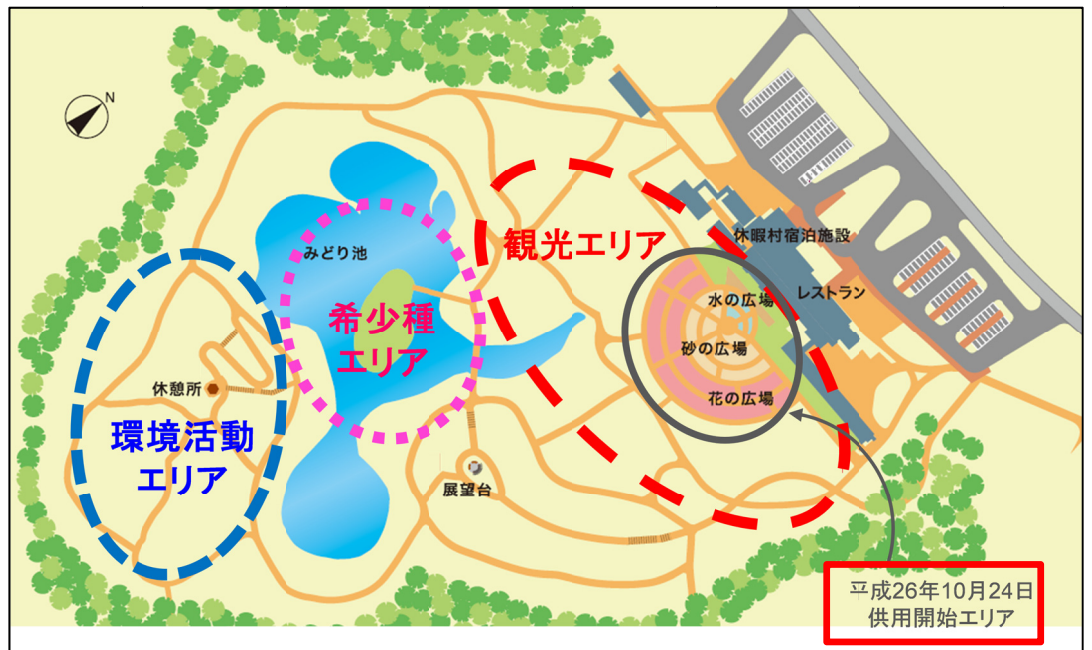 N
みどり池
観光エリア
休暇村宿泊施設
希少種
エリア
水の広場
レストラン
砂の広場
休憩所
花の広場
環境活動
エリア
展望台
平成26年10月24日
供用開始エリア